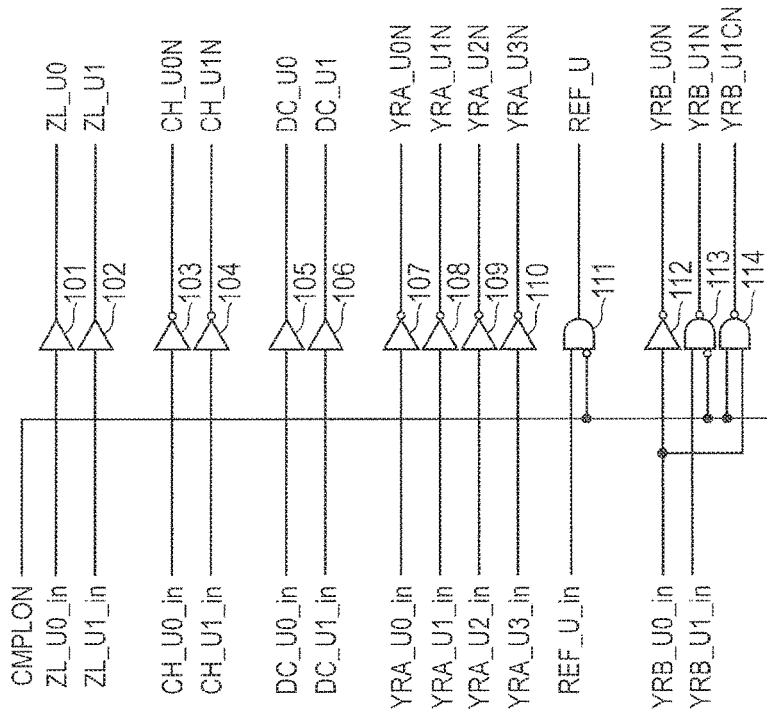 CMPLON
ZL_U0_in
101
ZL_U0
ZL_U1_in
102
ZL_U1
CH_U0_in
103
CH_U0N
CH_U1_in
104
CH_U1N
DC_U0_in
105
DC_U0
DC_U1_in
106
DC_U1
YRA_U0_in
107
YRA_U0N
YRA_U1_in
108
YRA_U1N
YRA_U2_in
109
YRA_U2N
YRA_U3_in
110
YRA_U3N
REF_U_in
111
REF_U
YRB_U0_in
112
YRB_U0N
YRB_U1_in
113
YRB_U1N
114
YRB_U1CN